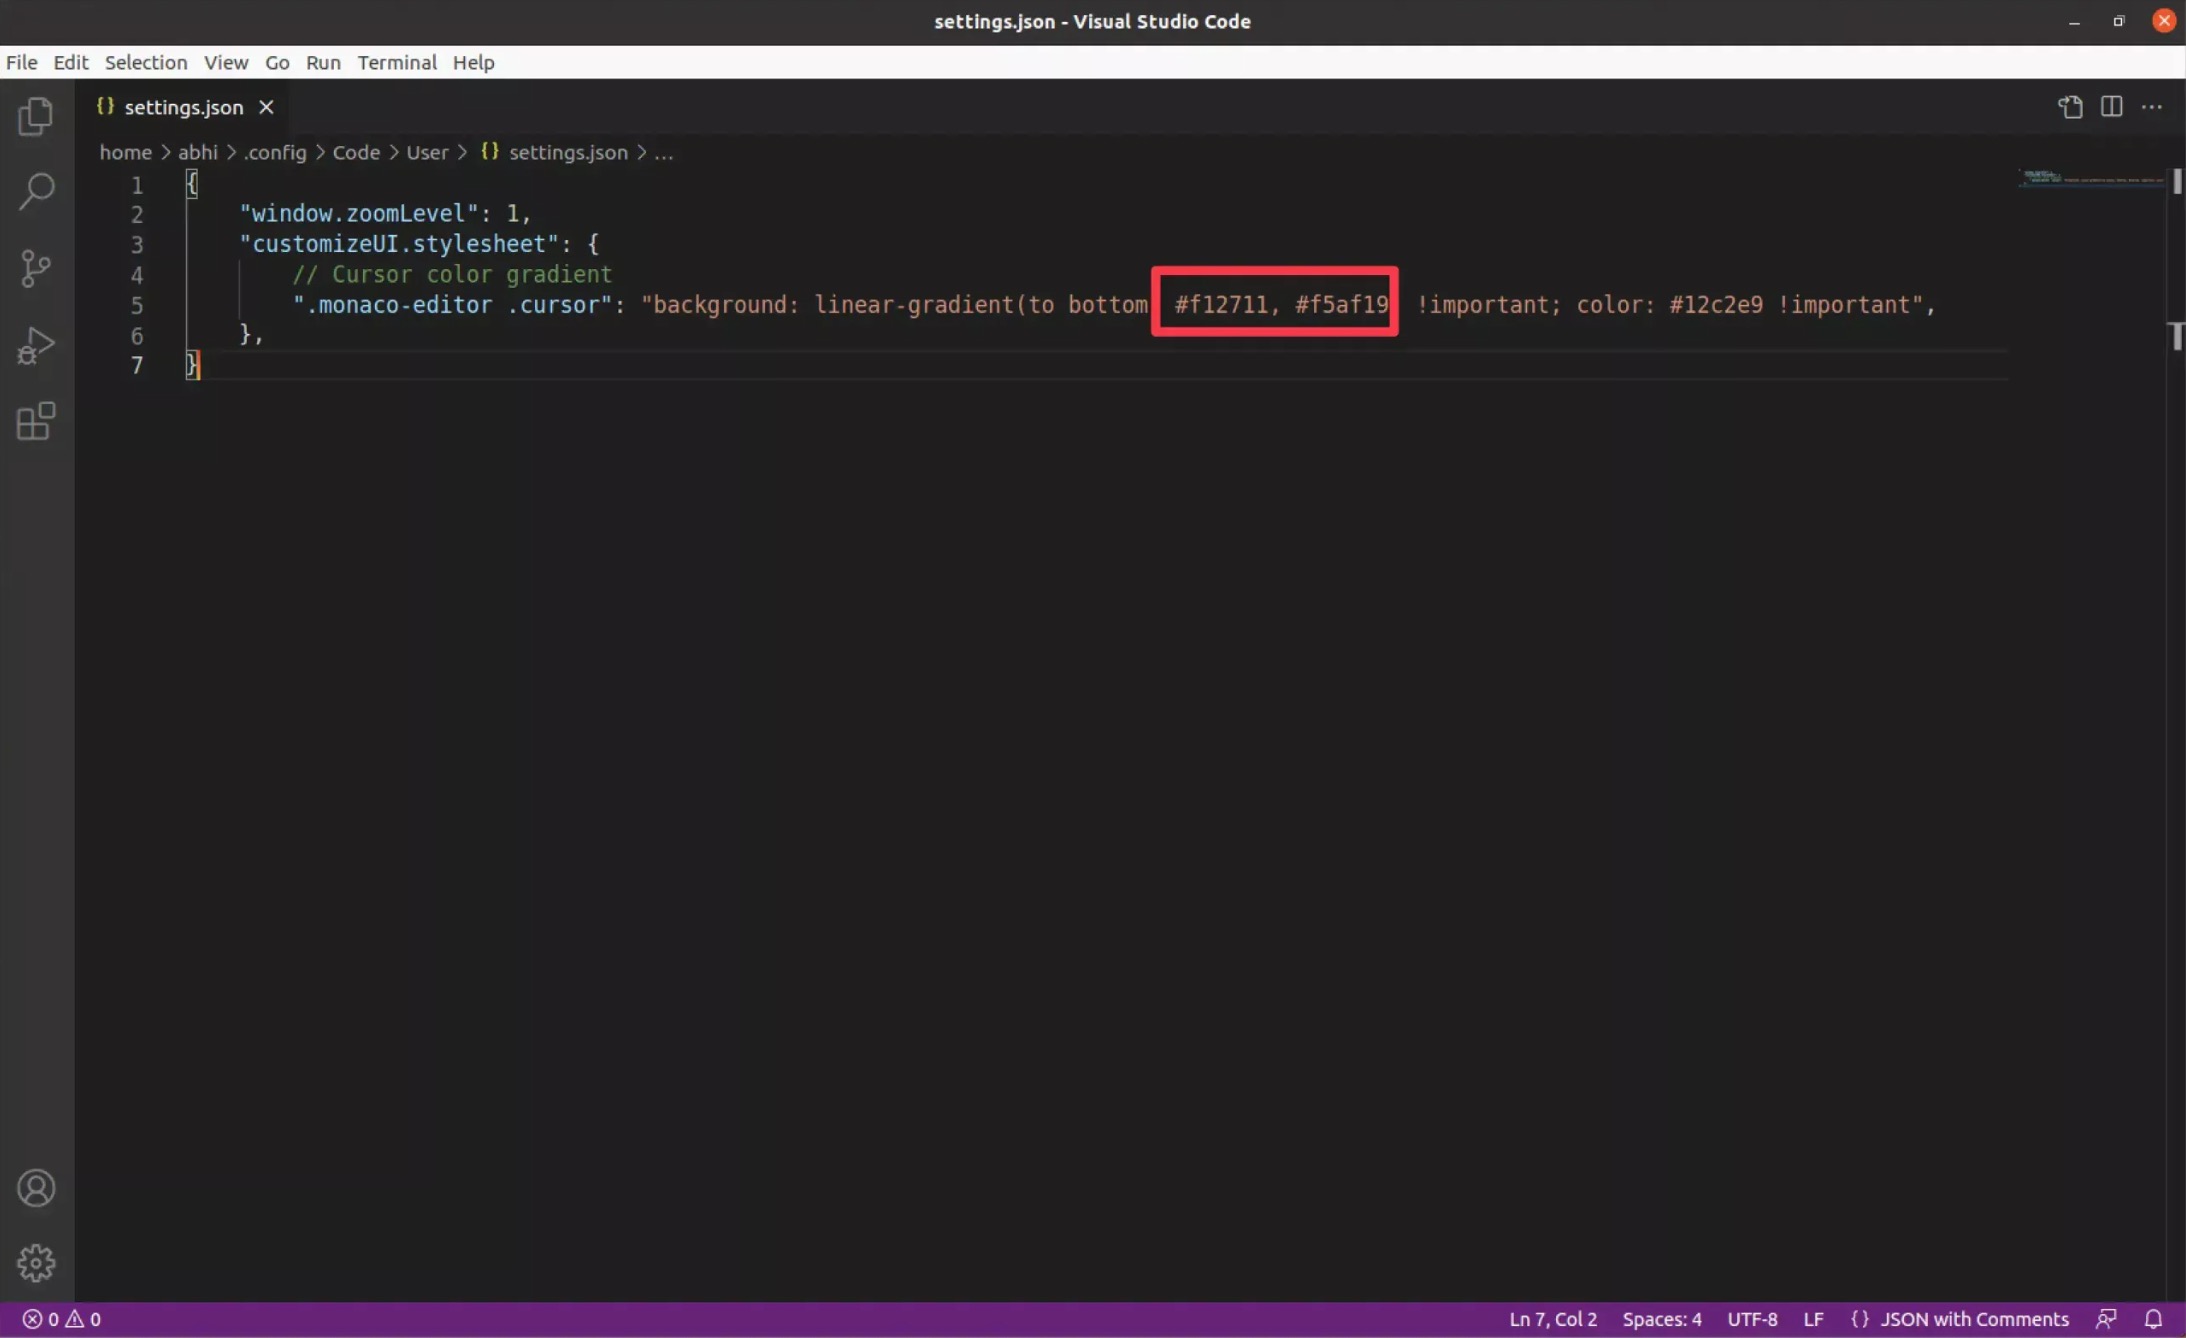 settings.json - Visual Studio Code
File Edit Selection View Go Run Terminal Help
{} settings.json
home > abhi > .config > Code > User > {} settings.json > ...
1 {
2 "window.zoomLevel": 1,
3 "customizeUI.stylesheet": {
4 // Cursor color gradient
5 ".monaco-editor .cursor": "background: linear-gradient(to bottom #f12711, #f5af19 !important; color: #12c2e9 !important",
6 },
7 }
0 0 Ln 7, Col 2 Spaces: 4 UTF-8 LF {} JSON with Comments